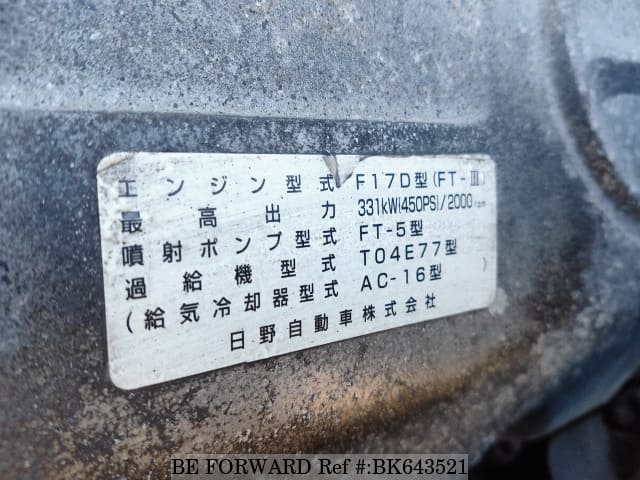 エンジン型式 F17D型(FT-Ⅲ)
最高出力 331kW(450PS)/2000rpm
噴射ポンプ型式 FT-5型
過給機型式 T04E77型
(給気冷却器型式 AC-16型)
日野自動車株式会社
BE FORWARD Ref #:BK643521